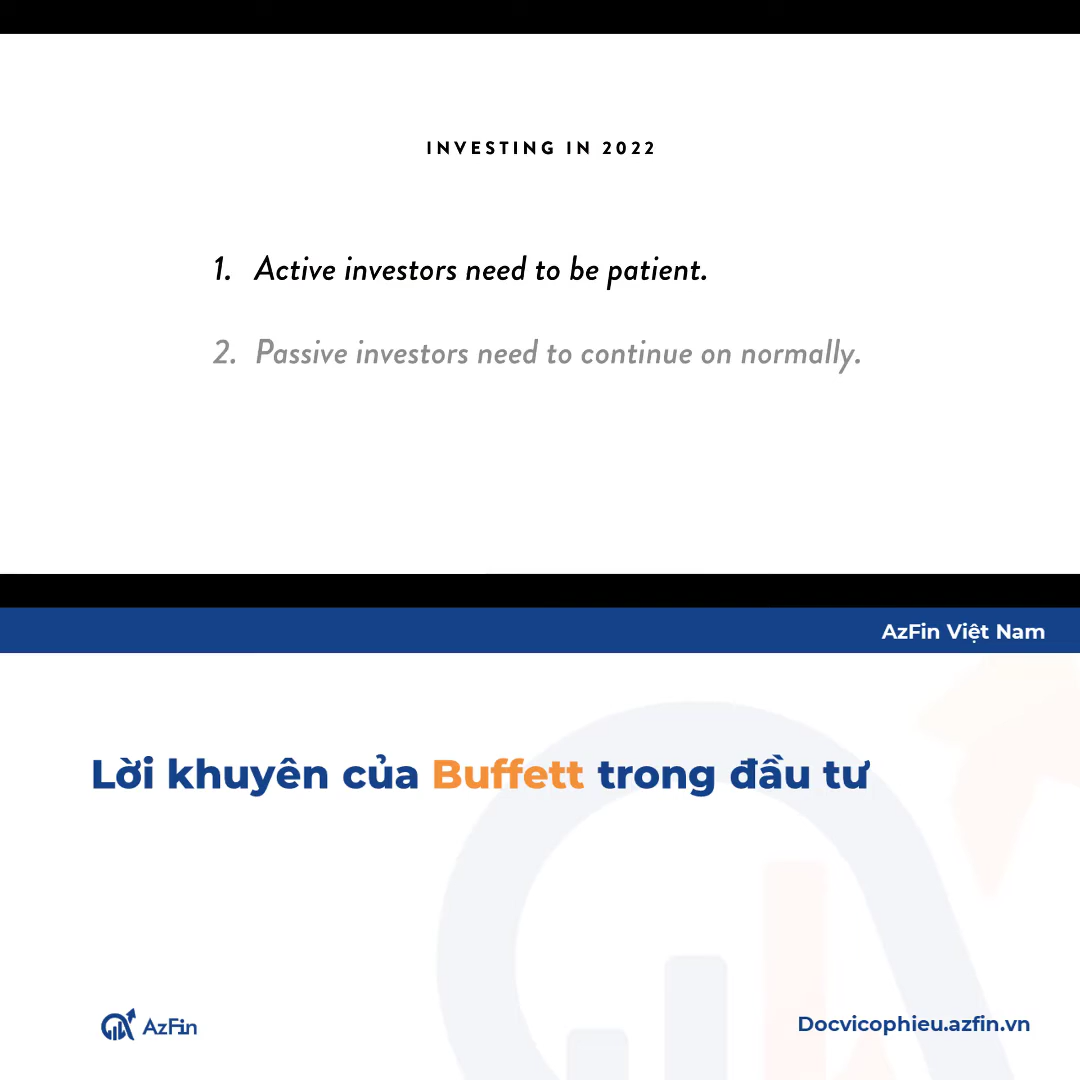 INVESTING IN 2022
1. Active investors need to be patient.
2. Passive investors need to continue on normally.
AzFin Việt Nam
Lời khuyên của Buffett trong đầu tư
AzFin
Docvicophieu.azfin.vn